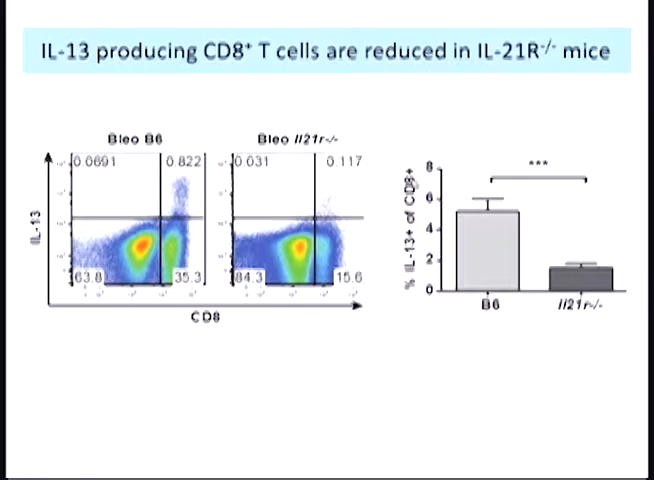 IL-13 producing CD8⁺ T cells are reduced in IL-21R⁻/⁻ mice
Bleo B6
Bleo Il21r-/-
0.0691
0.822
0.031
0.117
IL-13
63.8
35.3
84.3
15.6
CD8
% IL-13+ of CD8+
8
6
4
2
0
***
B6
Il21r-/-